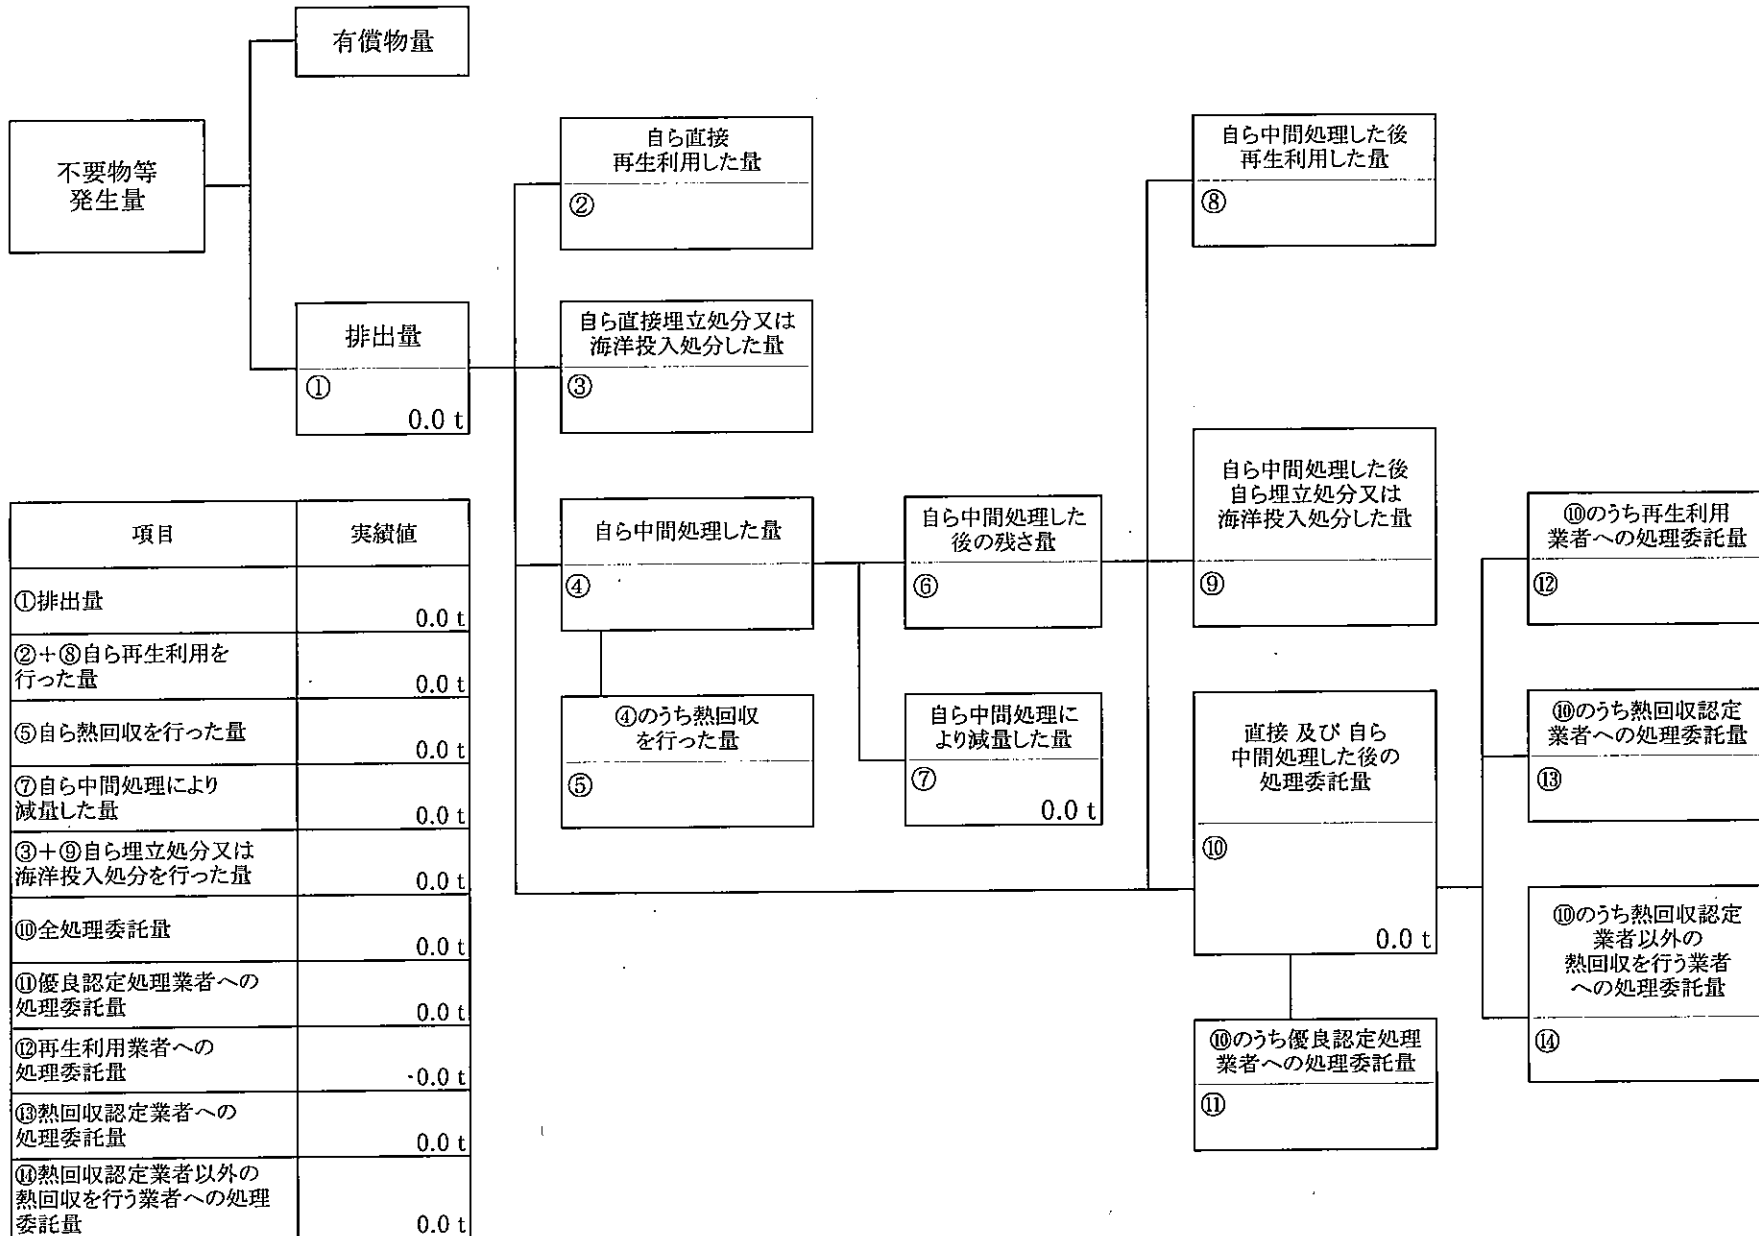 有償物量
不要物等
発生量
自ら直接
再生利用した量
②
自ら中間処理した後
再生利用した量
⑧
排出量
①
0.0 t
自ら直接埋立処分又は
海洋投入処分した量
③
自ら中間処理した量
④
自ら中間処理した
後の残さ量
⑥
自ら中間処理した後
自ら埋立処分又は
海洋投入処分した量
⑨
⑩のうち再生利用
業者への処理委託量
⑫
④のうち熱回収
を行った量
⑤
自ら中間処理に
より減量した量
⑦
0.0 t
直接 及び 自ら
中間処理した後の
処理委託量
⑩
0.0 t
⑩のうち熱回収認定
業者への処理委託量
⑬
⑩のうち熱回収認定
業者以外の
熱回収を行う業者
への処理委託量
⑭
⑩のうち優良認定処理
業者への処理委託量
⑪
項目 実績値
①排出量
0.0 t
②+⑧自ら再生利用を
行った量 0.0 t
⑤自ら熱回収を行った量
0.0 t
⑦自ら中間処理により
減量した量 0.0 t
③+⑨自ら埋立処分又は
海洋投入処分を行った量 0.0 t
⑩全処理委託量
0.0 t
⑪優良認定処理業者への
処理委託量 0.0 t
⑫再生利用業者への
処理委託量 0.0 t
⑬熱回収認定業者への
処理委託量 0.0 t
⑭熱回収認定業者以外の
熱回収を行う業者への処理
委託量 0.0 t